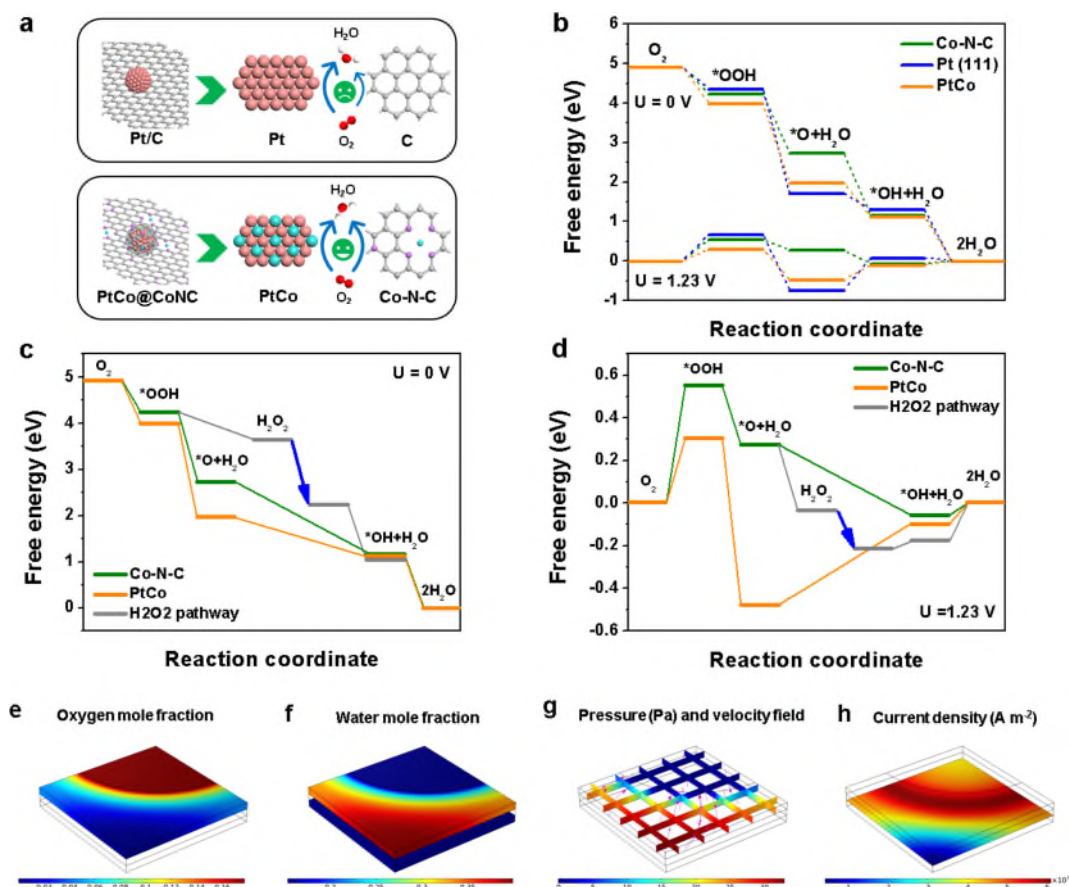 a
H₂O
Pt/C
Pt
O₂
C
H₂O
PtCo@CoNC
PtCo
O₂
Co-N-C
b
Free energy (eV)
6
5
4
3
2
1
0
-1
O₂
*OOH
U = 0 V
*O+H₂O
*OH+H₂O
2H₂O
U = 1.23 V
Co-N-C
Pt (111)
PtCo
Reaction coordinate
c
Free energy (eV)
5
4
3
2
1
0
O₂
*OOH
H₂O₂
*O+H₂O
*OH+H₂O
2H₂O
U = 0 V
Co-N-C
PtCo
H2O2 pathway
Reaction coordinate
d
Free energy (eV)
0.6
0.4
0.2
0.0
-0.2
-0.4
-0.6
O₂
*OOH
*O+H₂O
H₂O₂
*OH+H₂O
2H₂O
Co-N-C
PtCo
H2O2 pathway
U =1.23 V
Reaction coordinate
e
Oxygen mole fraction
f
Water mole fraction
g
Pressure (Pa) and velocity field
h
Current density (A m⁻²)